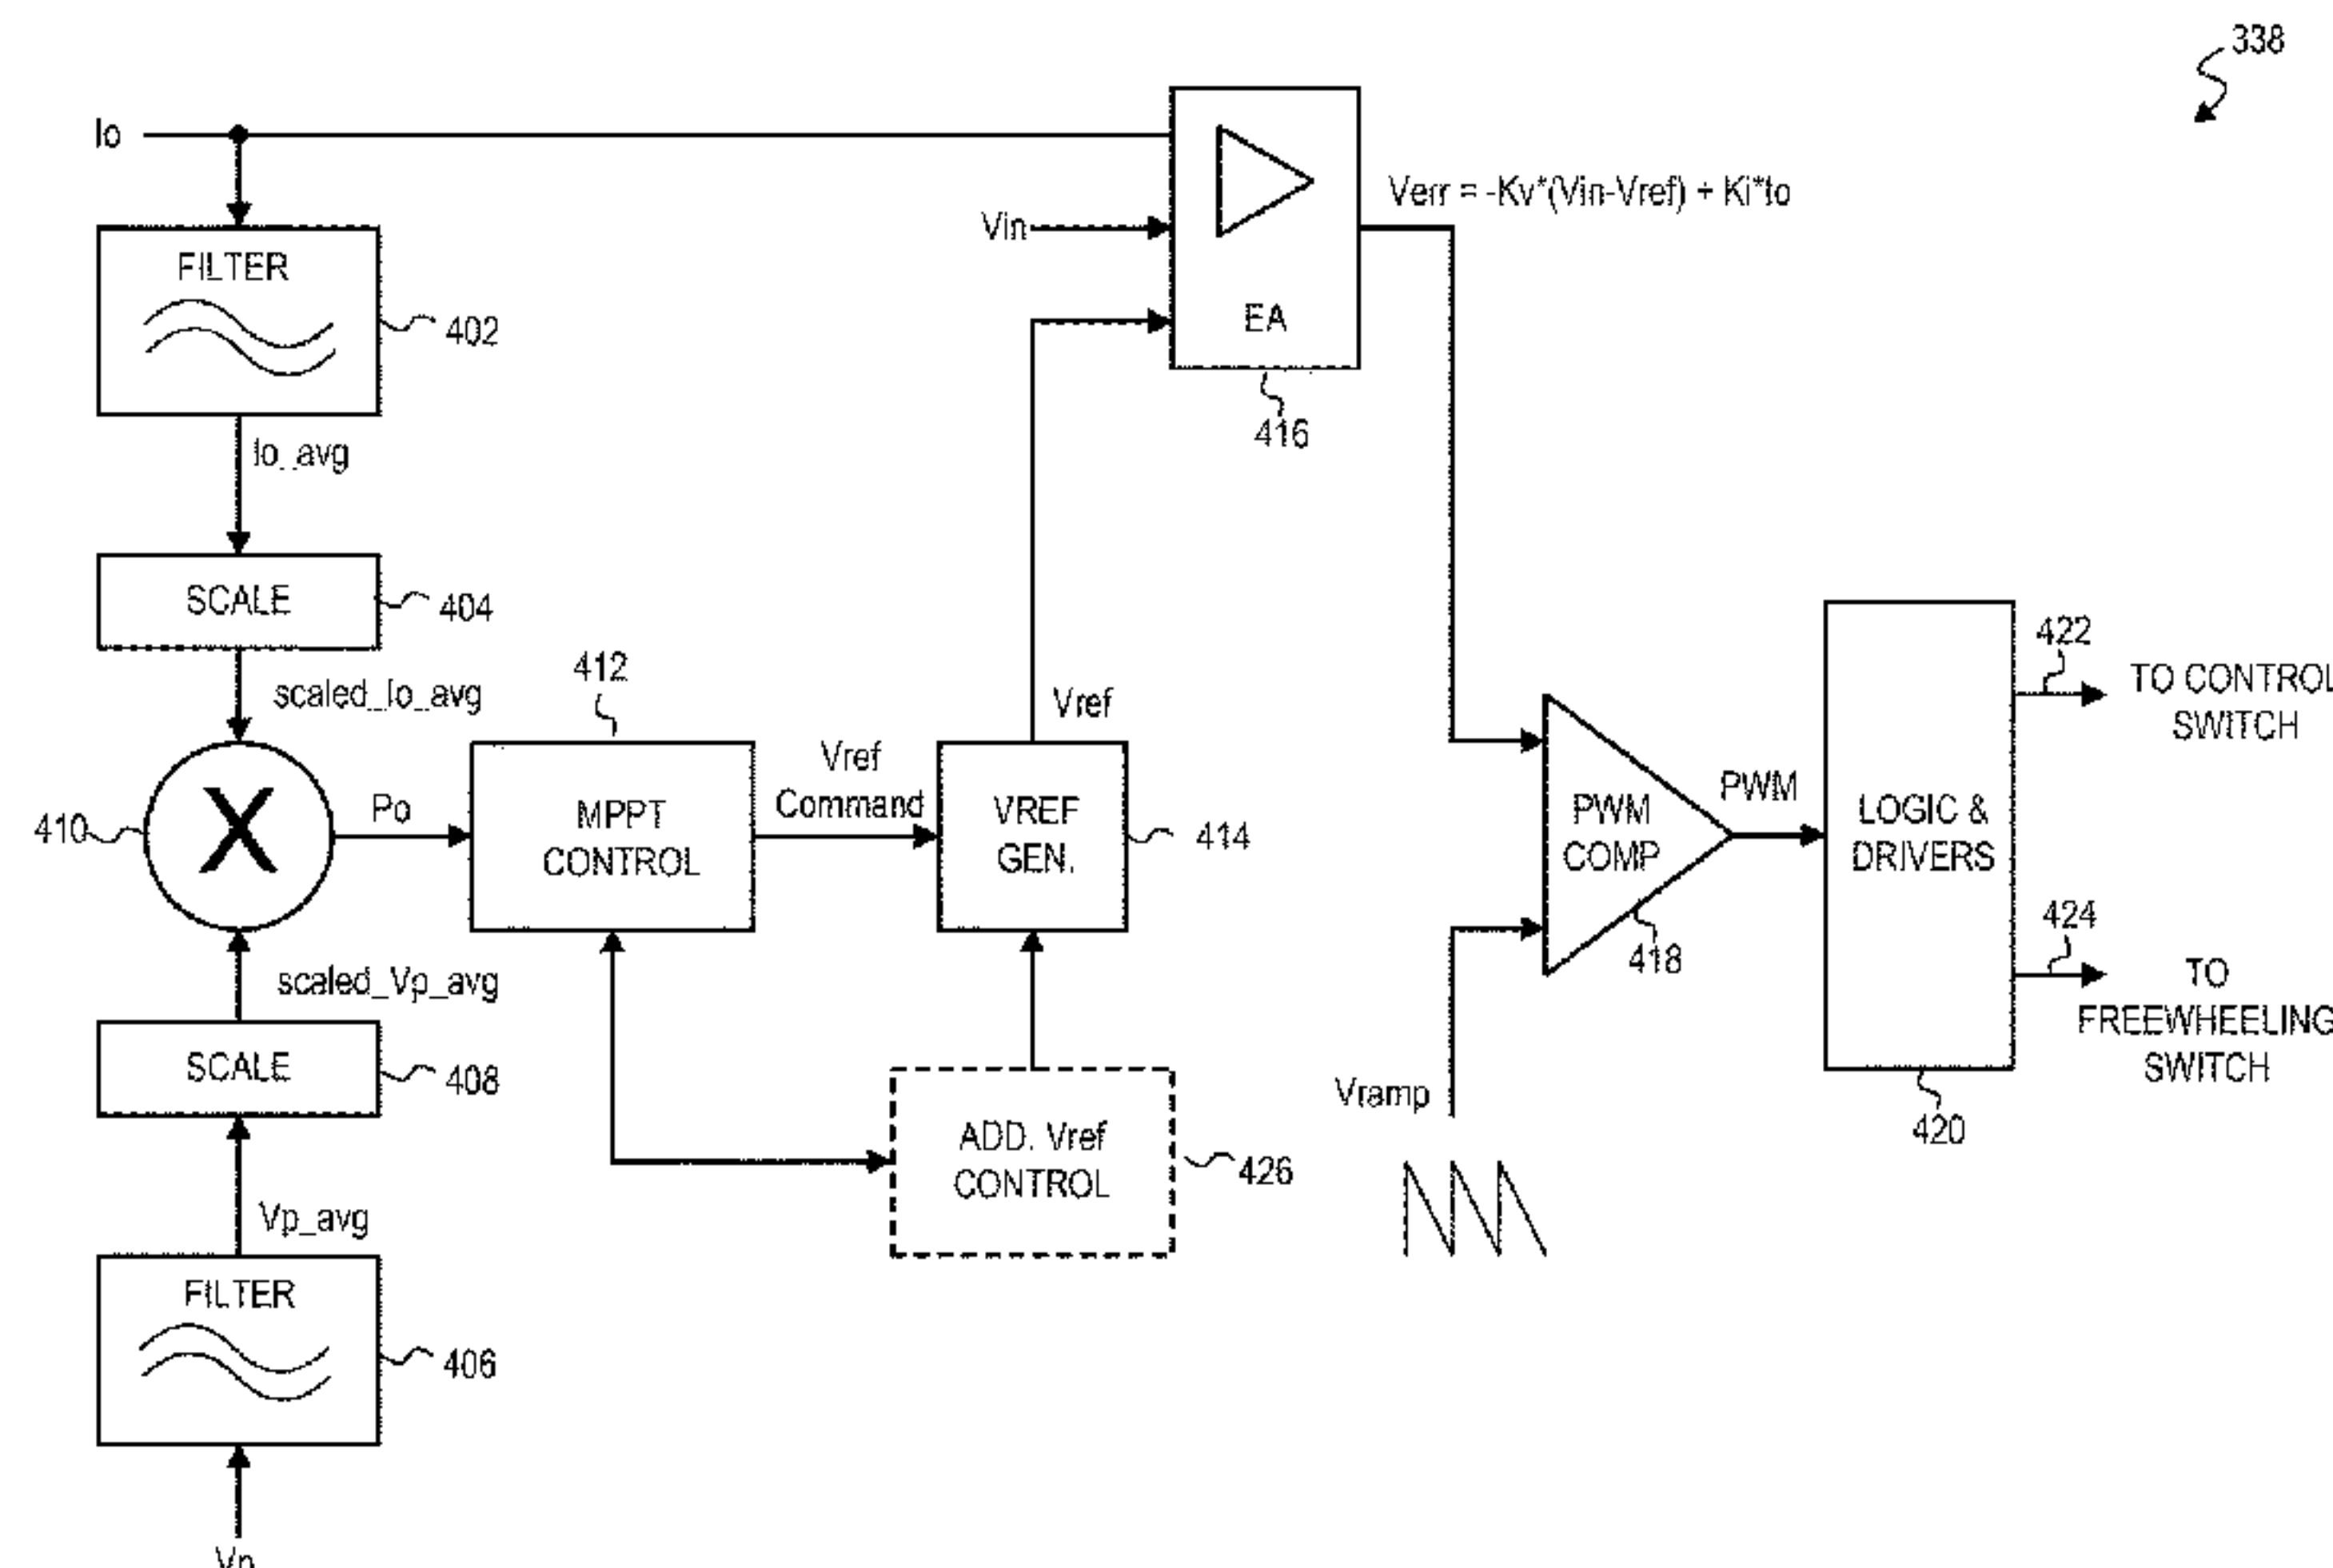 338
Io
Verr = -Kv*(Vin-Vref) + Ki*Io
Vin
FILTER
402
EA
416
Io_avg
SCALE
404
scaled_Io_avg
412
Vref
422
TO CONTROL
SWITCH
410
X
Po
MPPT
CONTROL
Vref
Command
VREF
GEN.
414
PWM
COMP
418
PWM
LOGIC &
DRIVERS
420
424
TO
FREEWHEELING
SWITCH
scaled_Vp_avg
SCALE
408
Vramp
ADD. Vref
CONTROL
426
Vp_avg
FILTER
406
Vp